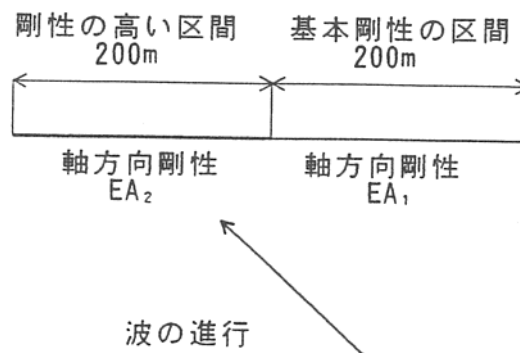 剛性の高い区間
200m
基本剛性の区間
200m
軸方向剛性
EA₂
軸方向剛性
EA₁
波の進行